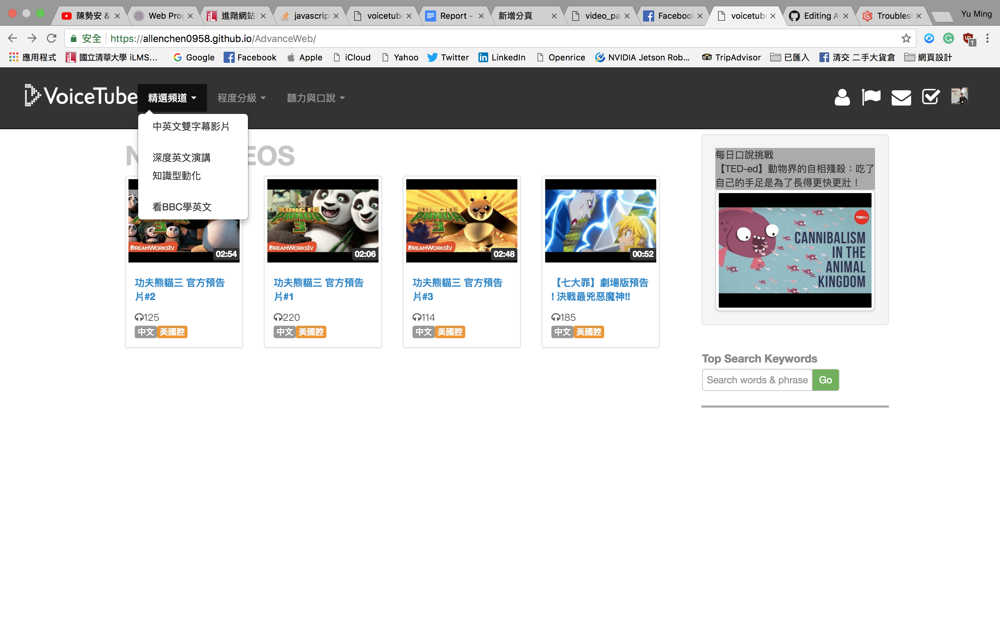 陳勢安 &
Web Prog
進階網站
javascrip
voicetube
Report -
新增分頁
video_pa
Facebook
voicetube
Editing A
Troubles
Yu Ming
安全
https://allenchen0958.github.io/AdvanceWeb/
1
應用程式
國立清華大學 iLMS...
Google
Facebook
Apple
iCloud
Yahoo
Twitter
LinkedIn
Openrice
NVIDIA Jetson Rob...
TripAdvisor
已匯入
清交 二手大貨倉
網頁設計
VoiceTube
精選頻道
程度分級
聽力與口說
中英文雙字幕影片
深度英文演講
知識型動化
看BBC學英文
N
EOS
DREAMWORKSTV
02:54
功夫熊貓三 官方預告
片#2
125
中文 美國腔
KUNG FU
PANDA
3
DREAMWORKSTV
02:06
功夫熊貓三 官方預告
片#1
220
中文 美國腔
KUNG FU
PANDA
3
DREAMWORKSTV
02:48
功夫熊貓三 官方預告
片#3
114
中文 美國腔
00:52
【七大罪】劇場版預告
! 決戰最兇惡魔神!!
185
中文 美國腔
每日口說挑戰
【TED-ed】動物界的自相殘殺：吃了
自己的手足是為了長得更快更壯！
TEDEd
CANNIBALISM
IN THE
ANIMAL
KINGDOM
Top Search Keywords
Search words & phrase
Go